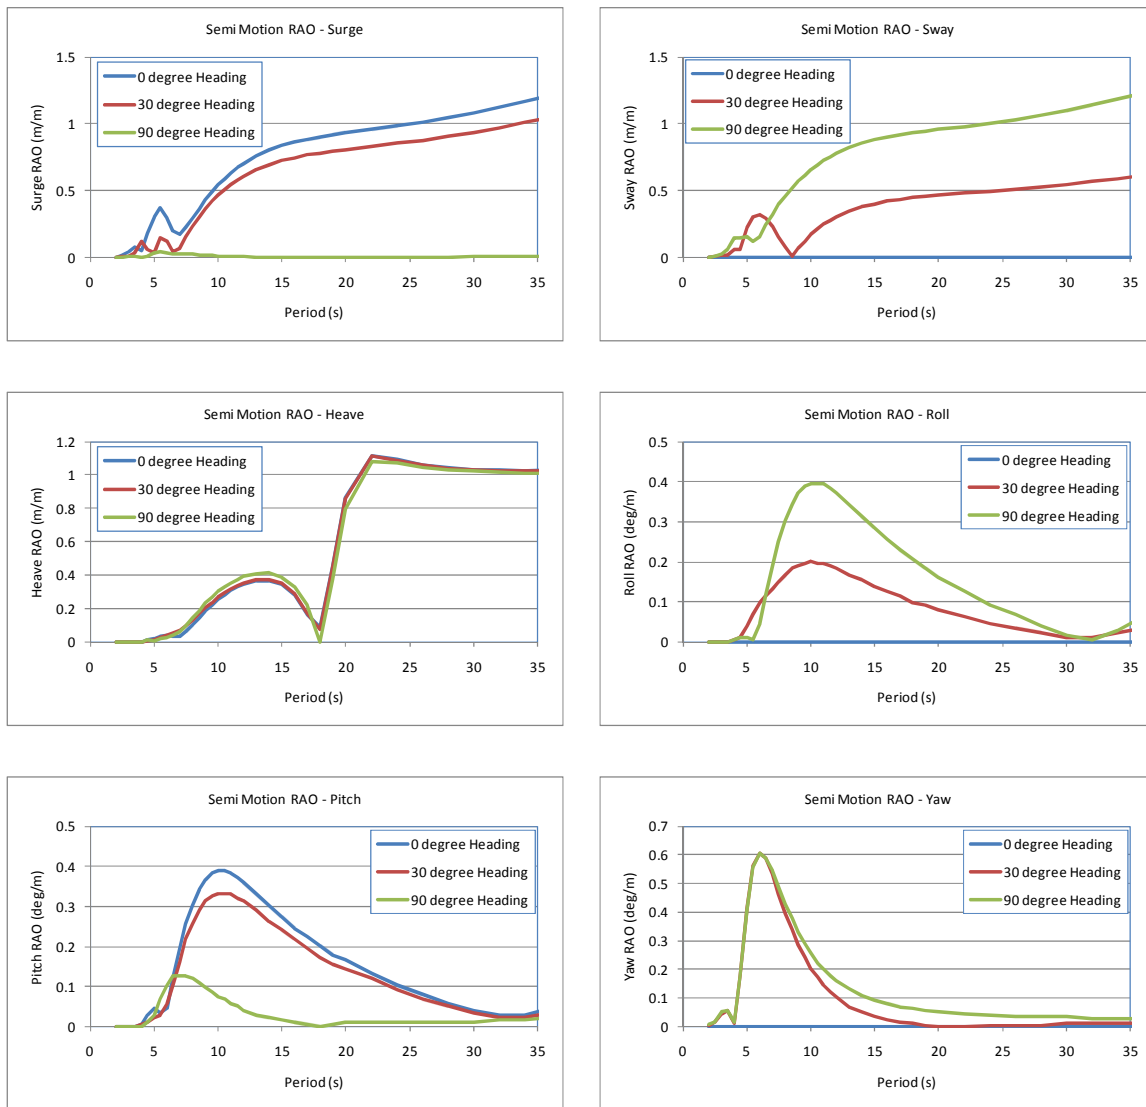 Semi Motion RAO - Surge
1.5
1
0.5
0
Surge RAO (m/m)
0 degree Heading
30 degree Heading
90 degree Heading
0 5 10 15 20 25 30 35
Period (s)
Semi Motion RAO - Sway
1.5
1
0.5
0
Sway RAO (m/m)
0 degree Heading
30 degree Heading
90 degree Heading
0 5 10 15 20 25 30 35
Period (s)
Semi Motion RAO - Heave
1.2
1
0.8
0.6
0.4
0.2
0
Heave RAO (m/m)
0 degree Heading
30 degree Heading
90 degree Heading
0 5 10 15 20 25 30 35
Period (s)
Semi Motion RAO - Roll
0.5
0.4
0.3
0.2
0.1
0
Roll RAO (deg/m)
0 degree Heading
30 degree Heading
90 degree Heading
0 5 10 15 20 25 30 35
Period (s)
Semi Motion RAO - Pitch
0.5
0.4
0.3
0.2
0.1
0
Pitch RAO (deg/m)
0 degree Heading
30 degree Heading
90 degree Heading
0 5 10 15 20 25 30 35
Period (s)
Semi Motion RAO - Yaw
0.7
0.6
0.5
0.4
0.3
0.2
0.1
0
Yaw RAO (deg/m)
0 degree Heading
30 degree Heading
90 degree Heading
0 5 10 15 20 25 30 35
Period (s)